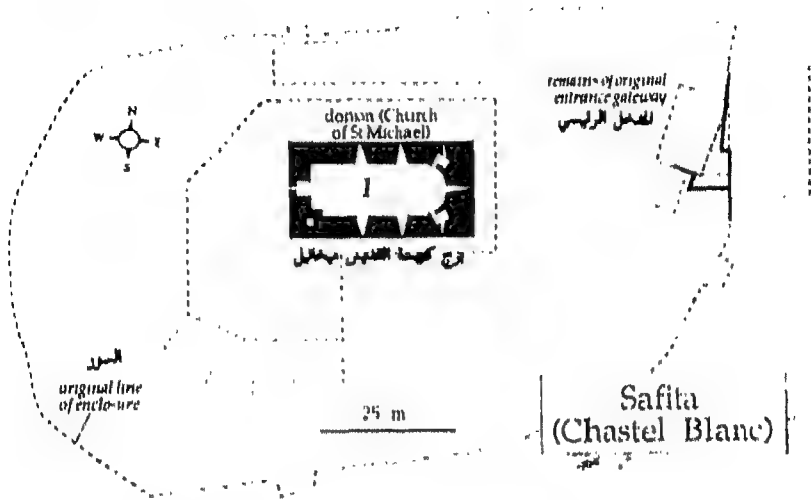 remains of original
entrance gateway
المدخل الرئيسي
donjon (Church
of St Michael)
N
W
E
S
1
برج كنيسة القديس ميخائيل
السور
original line
of enclosure
25 m
Safita
(Chastel Blanc)